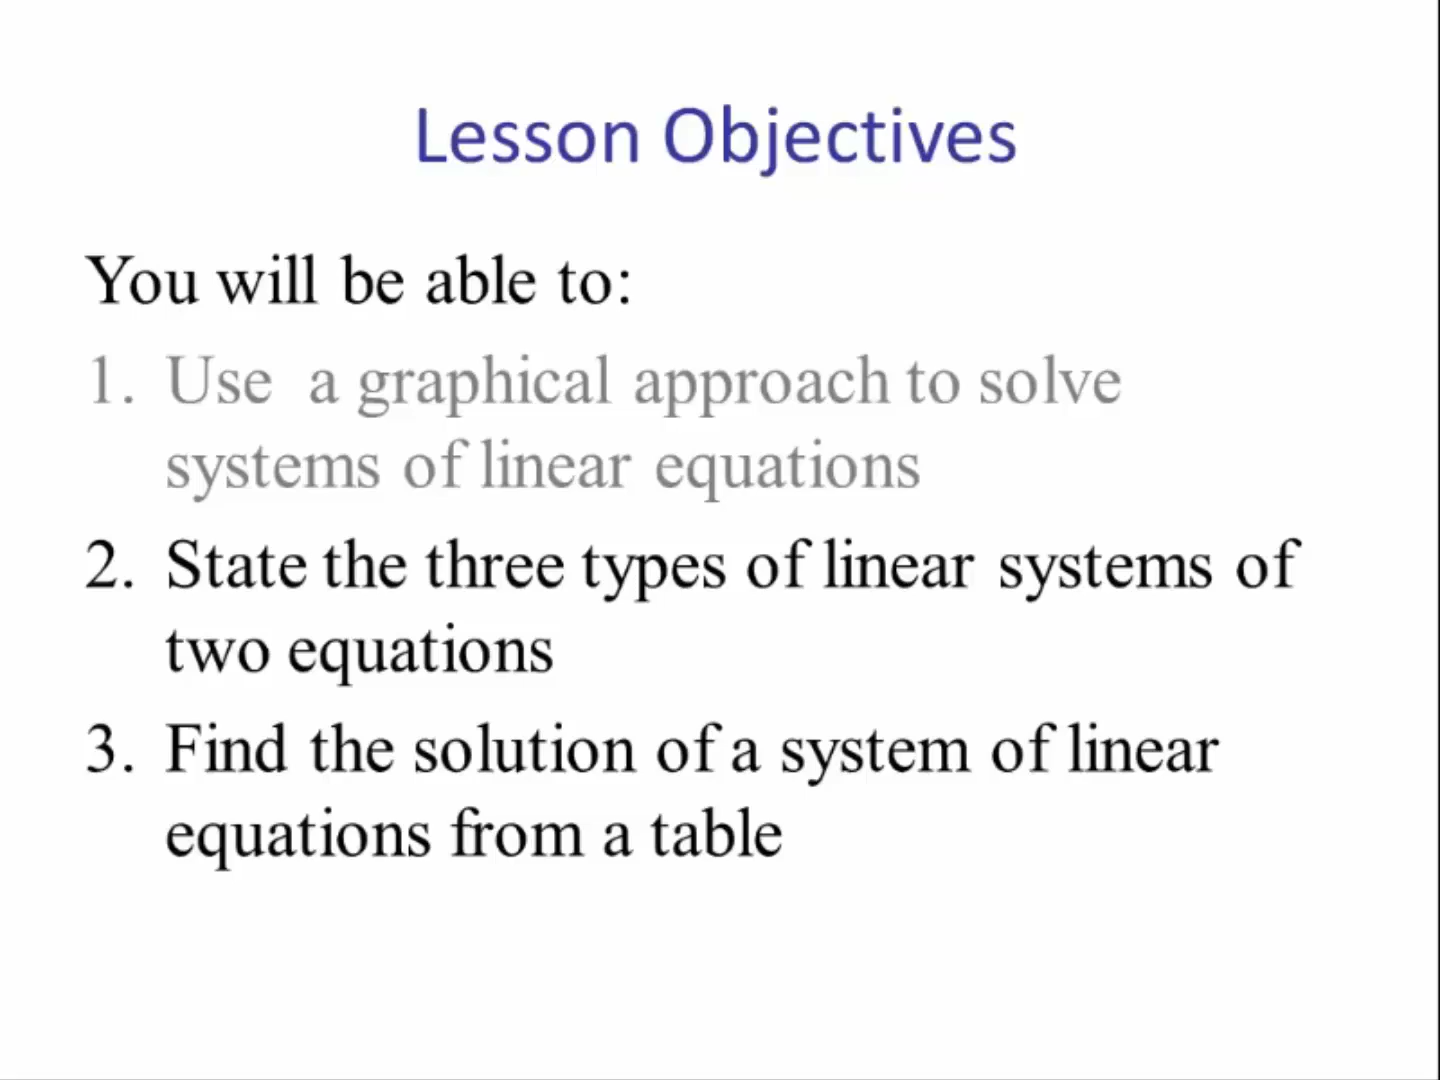 Lesson Objectives
You will be able to:
1. Use a graphical approach to solve
systems of linear equations
2. State the three types of linear systems of
two equations
3. Find the solution of a system of linear
equations from a table